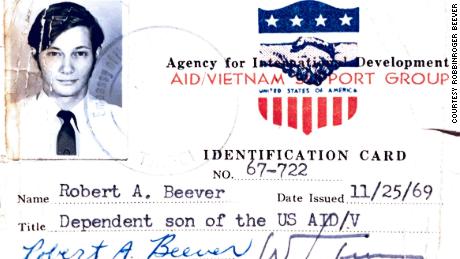 Agency for International Development
AID/VIETNAM SUPPORT GROUP
UNITED STATES OF AMERICA
IDENTIFICATION CARD
NO. 67-722
Name Robert A. Beever Date Issued 11/25/69
Title Dependent son of the US AID/V
Robert A. Beever
COURTESY ROBBINROGER BEEVER